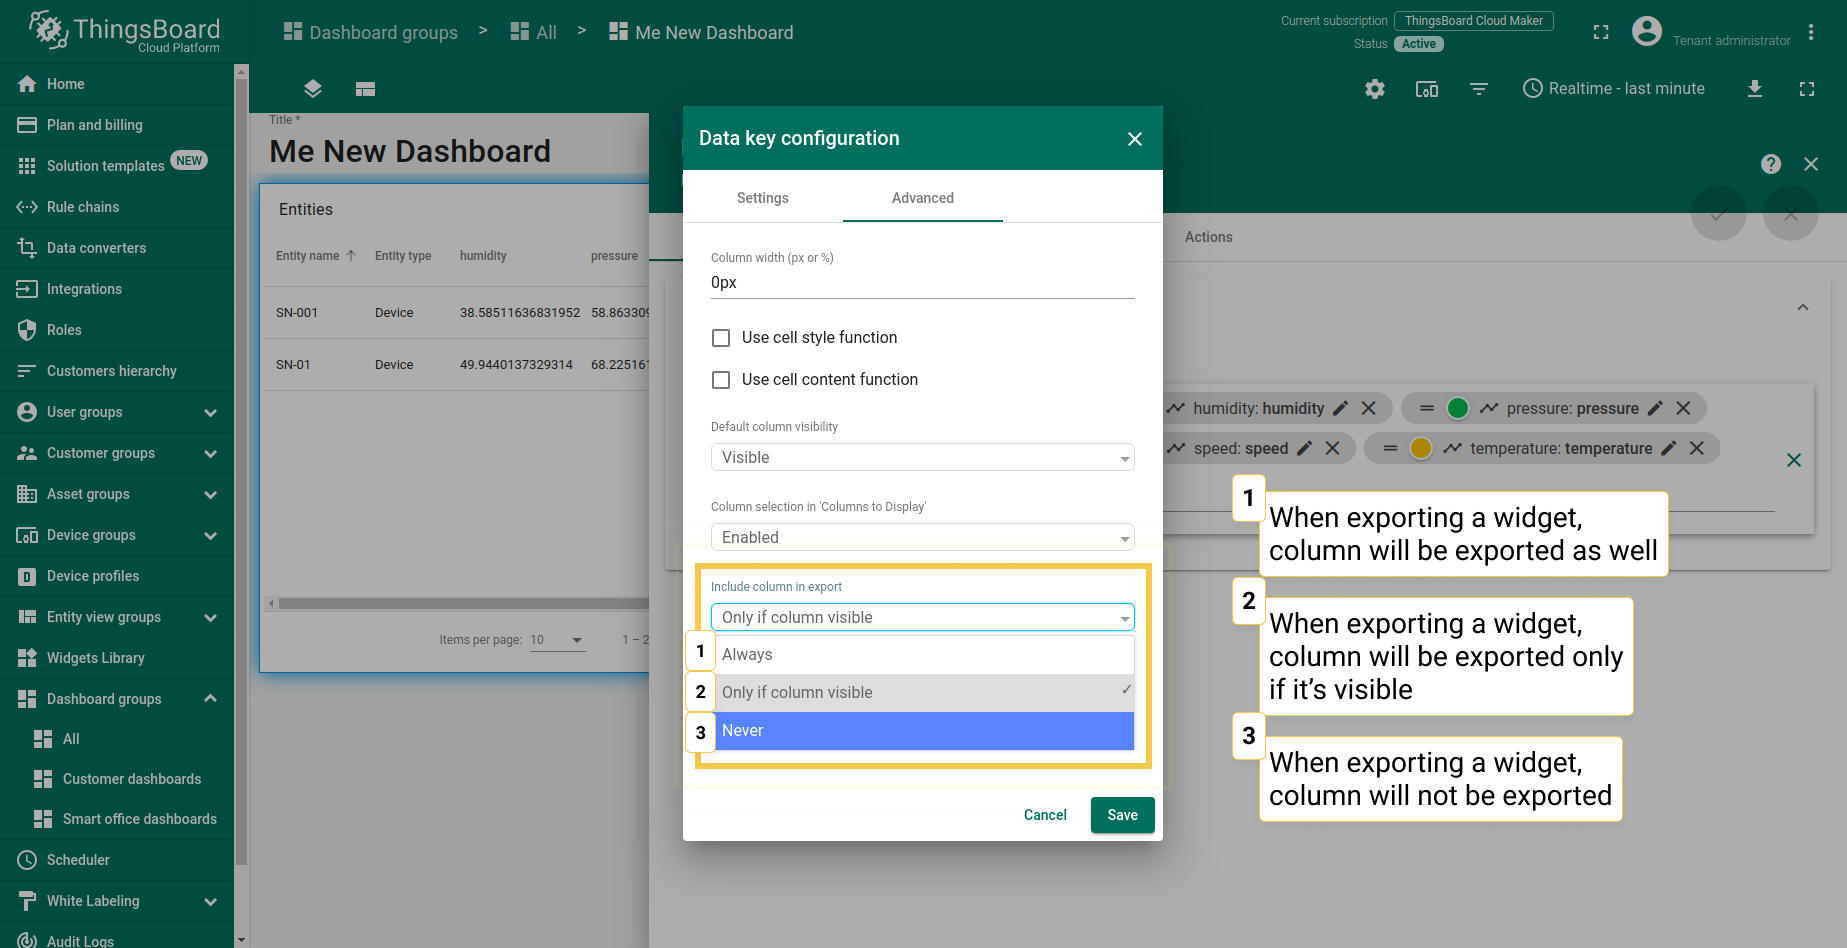 ThingsBoard
Cloud Platform
Dashboard groups > All > Me New Dashboard
Current subscription ThingsBoard Cloud Maker
Status Active
Tenant administrator
Home
Plan and billing
Solution templates NEW
Rule chains
Data converters
Integrations
Roles
Customers hierarchy
User groups
Customer groups
Asset groups
Device groups
Device profiles
Entity view groups
Widgets Library
Dashboard groups
All
Customer dashboards
Smart office dashboards
Scheduler
White Labeling
Audit Logs
Realtime - last minute
Title *
Me New Dashboard
Entities
Entity name Entity type humidity pressure
SN-001 Device 38.58511636831952 58.863309
SN-01 Device 49.9440137329314 68.225161
Items per page: 10 1 – 2
Data key configuration
Settings Advanced
Column width (px or %)
0px
Use cell style function
Use cell content function
Default column visibility
Visible
Column selection in 'Columns to Display'
Enabled
Include column in export
Only if column visible
1 Always
2 Only if column visible
3 Never
Cancel Save
Actions
humidity: humidity pressure: pressure
speed: speed temperature: temperature
1
When exporting a widget,
column will be exported as well
2
When exporting a widget,
column will be exported only
if it’s visible
3
When exporting a widget,
column will not be exported